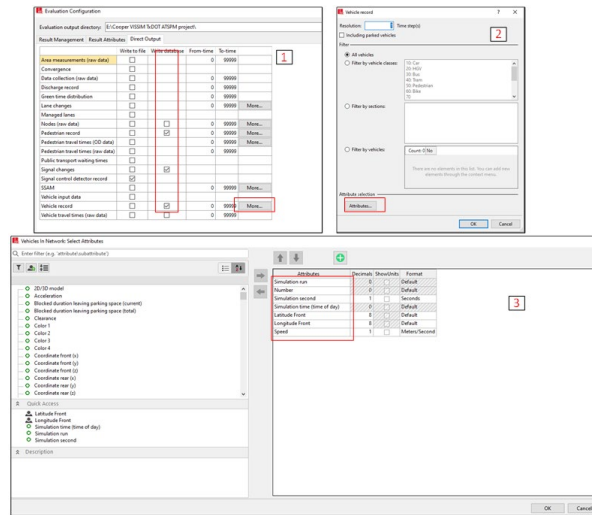 Evaluation Configuration
Evaluation output directory: E:\Cooper VISSIM TxDOT ATSPM project\
Result Management Result Attributes Direct Output
Write to file Write database From-time To-time
Area measurements (raw data) 0 99999
Convergence
Data collection (raw data) 0 99999
Discharge record 0 99999
Green time distribution 0 99999
Lane changes 0 99999 More...
Managed lanes
Nodes (raw data) 0 99999 More...
Pedestrian record 0 99999 More...
Pedestrian travel times (OD data) 0 99999
Pedestrian travel times (raw data) 0 99999
Public transport waiting times
Signal changes 0 99999
Signal control detector record
SSAM 0 99999 More...
Vehicle input data
Vehicle record 0 99999 More...
Vehicle travel times (raw data) 0 99999
1
Vehicle record ? X
Resolution: Time step(s)
Including parked vehicles
Filter
All vehicles
Filter by vehicle classes:
10: Car
20: HGV
30: Bus
40: Tram
50: Pedestrian
60: Bike
70
Filter by sections:
Filter by vehicles:
Count: 0 No
There are no elements in this list. You can add new
elements through the context menu.
Attribute selection
Attributes...
OK Cancel
2
Vehicles In Network: Select Attributes
Enter Filter (e.g. 'attribute\subattribute')
2D/3D model
Acceleration
Blocked duration leaving parking space (current)
Blocked duration leaving parking space (total)
Clearance
Color 1
Color 2
Color 3
Color 4
Coordinate front (x)
Coordinate front (y)
Coordinate front (z)
Coordinate rear (x)
Coordinate rear (y)
Coordinate rear (z)
Quick Access
Latitude Front
Longitude Front
Simulation time (time of day)
Simulation run
Simulation second
Description
Attributes Decimals ShowUnits Format
Simulation run 0 Default
Number 0 Default
Simulation second 1 Seconds
Simulation time (time of day) 0 Default
Latitude Front 8 Default
Longitude Front 8 Default
Speed 1 Meters/Second
3
OK Cancel